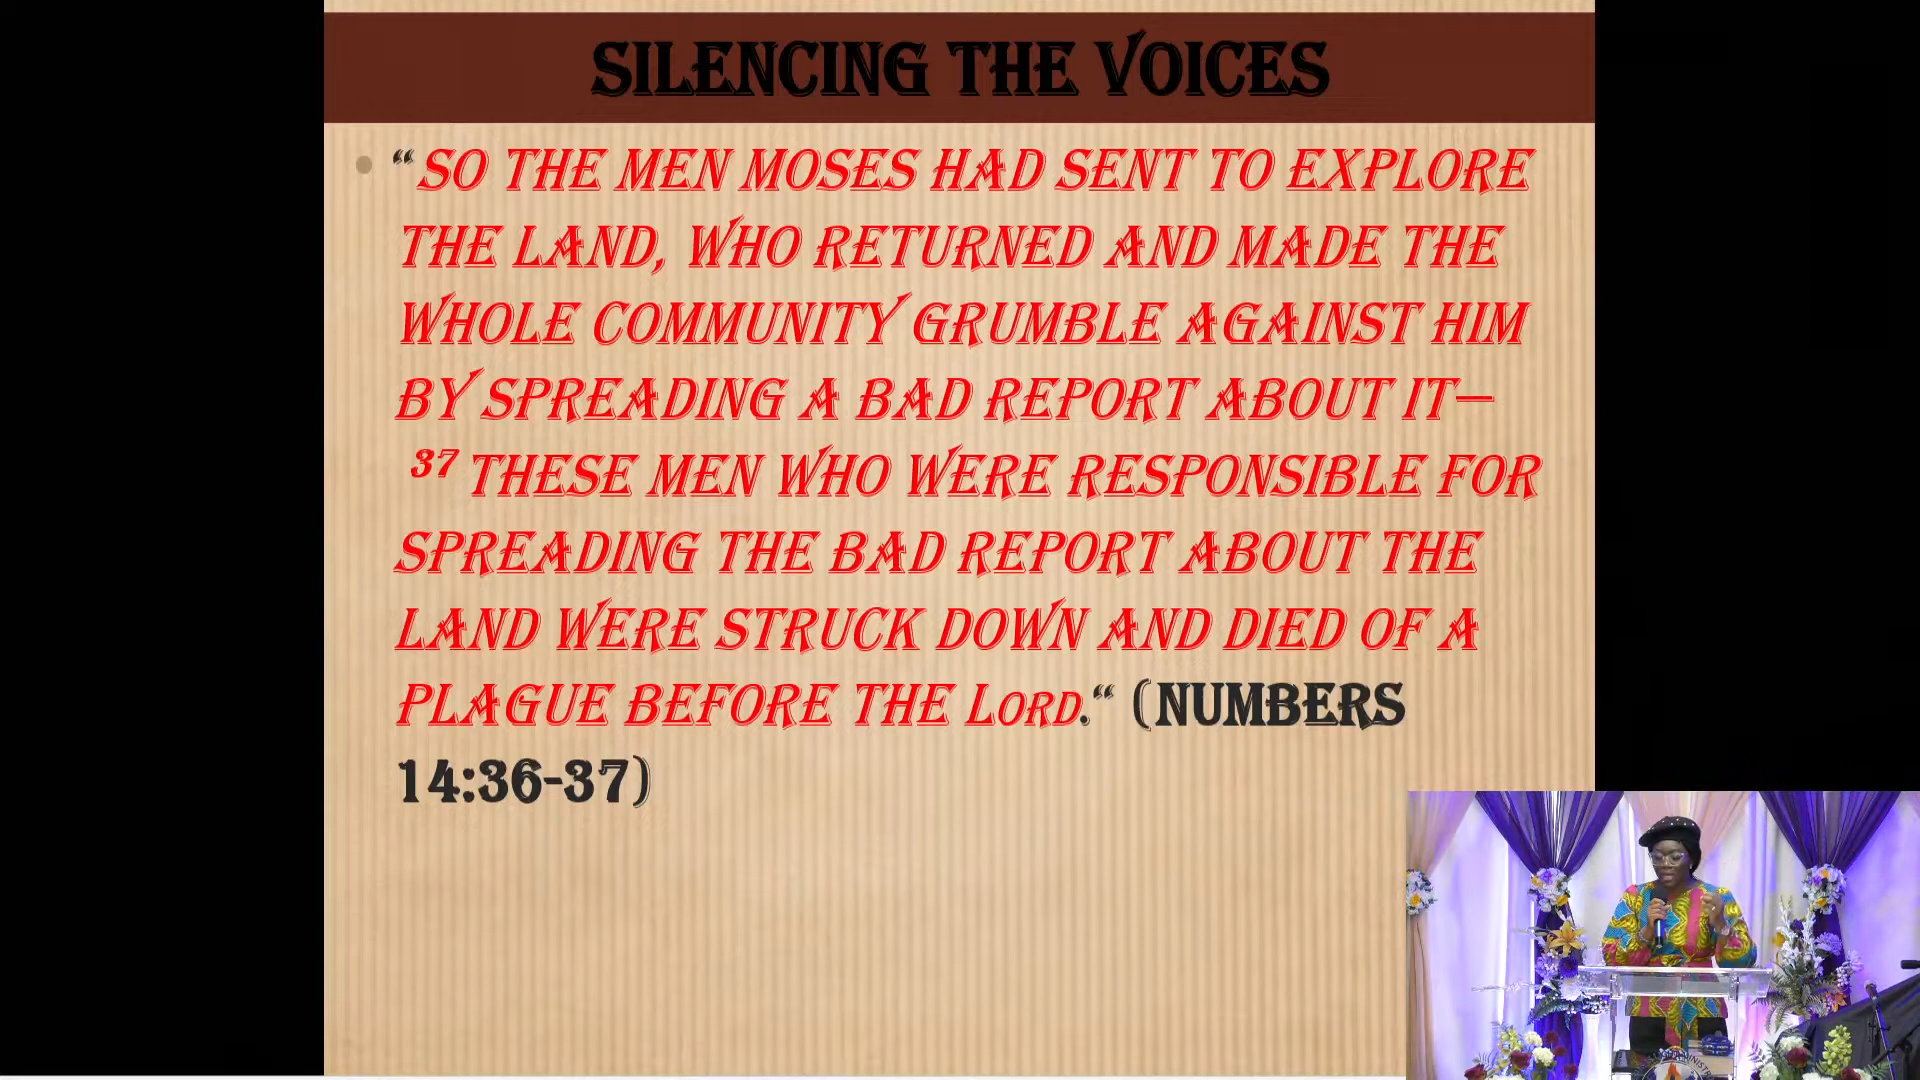 SILENCING THE VOICES
• “SO THE MEN MOSES HAD SENT TO EXPLORE
THE LAND, WHO RETURNED AND MADE THE
WHOLE COMMUNITY GRUMBLE AGAINST HIM
BY SPREADING A BAD REPORT ABOUT IT—
37 THESE MEN WHO WERE RESPONSIBLE FOR
SPREADING THE BAD REPORT ABOUT THE
LAND WERE STRUCK DOWN AND DIED OF A
PLAGUE BEFORE THE LORD.“ (NUMBERS
14:36-37)